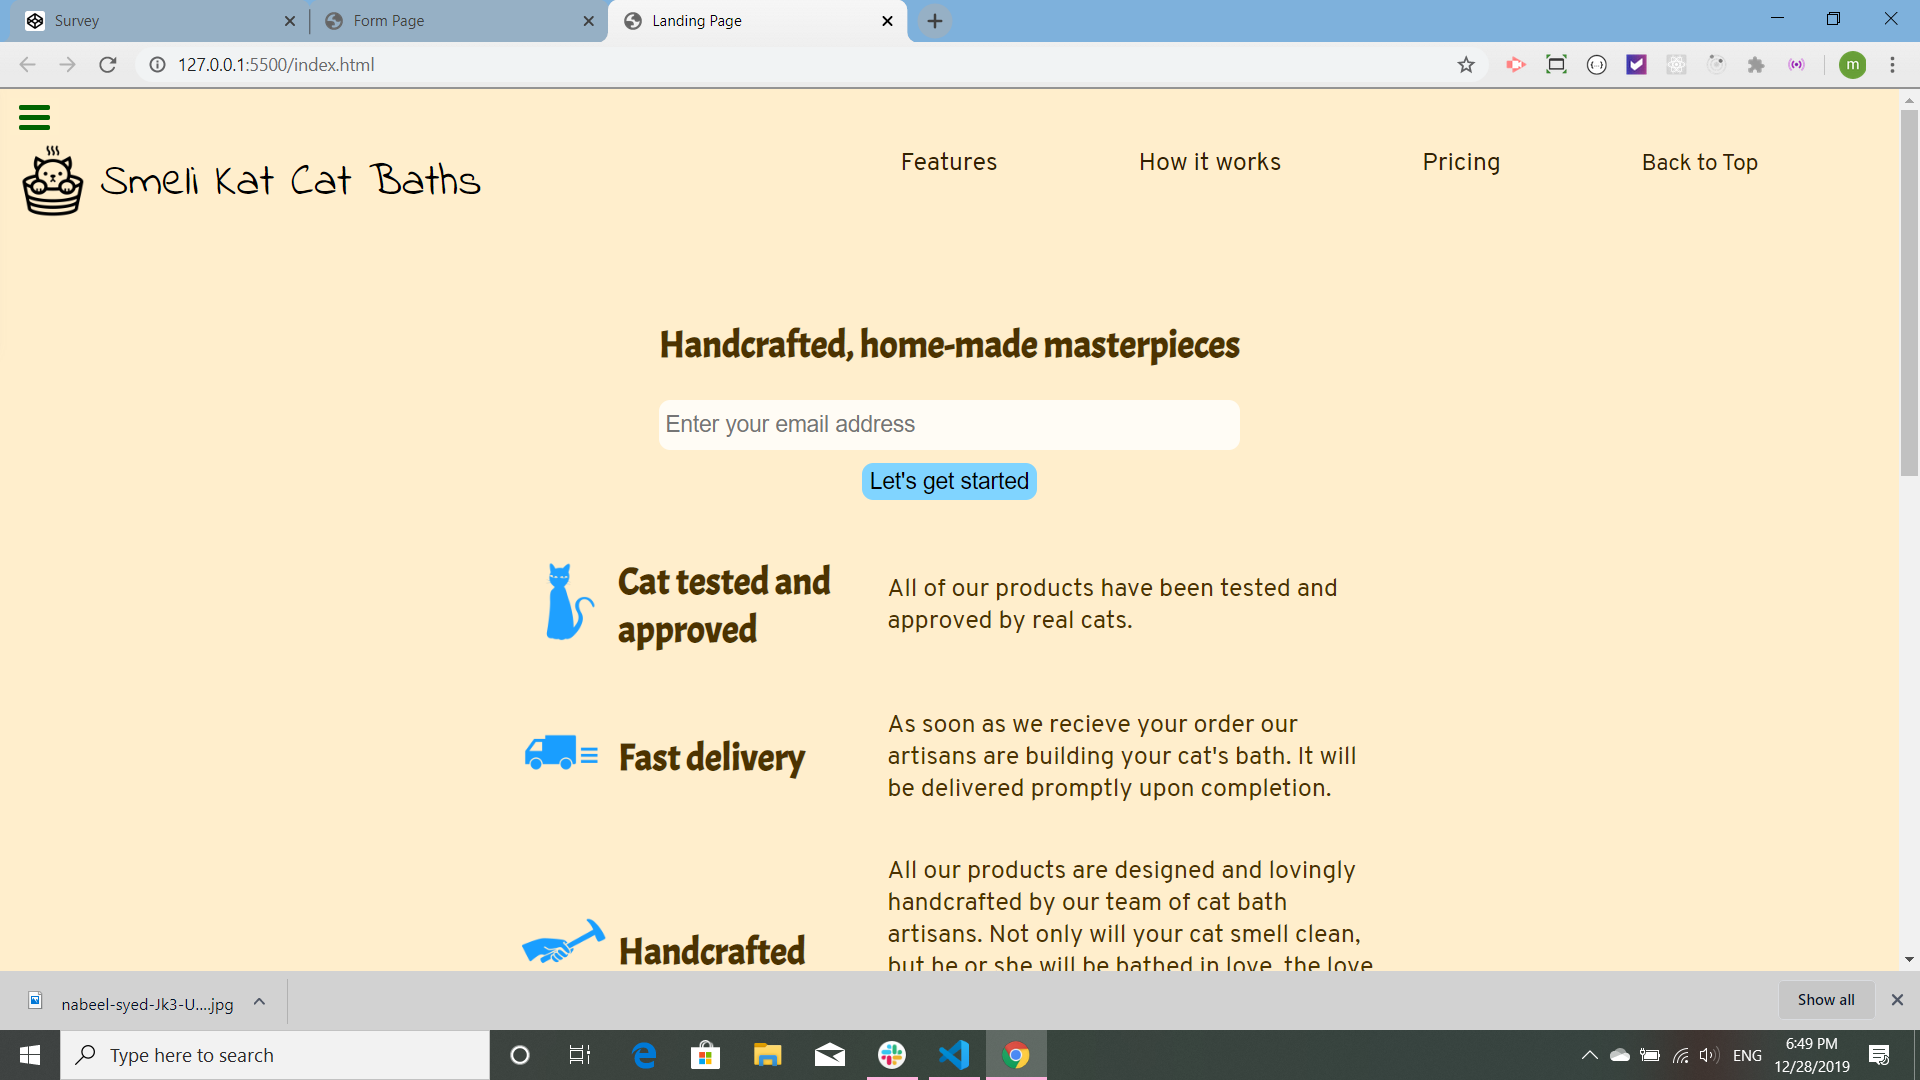 Survey
Form Page
Landing Page
127.0.0.1:5500/index.html
m
Smeli Kat Cat Baths
Features
How it works
Pricing
Back to Top
Handcrafted, home-made masterpieces
Enter your email address
Let's get started
Cat tested and
approved
All of our products have been tested and
approved by real cats.
Fast delivery
As soon as we recieve your order our
artisans are building your cat's bath. It will
be delivered promptly upon completion.
Handcrafted
All our products are designed and lovingly
handcrafted by our team of cat bath
artisans. Not only will your cat smell clean,
but he or she will be bathed in love, the love
nabeel-syed-Jk3-U....jpg
Show all
Type here to search
ENG
6:49 PM
12/28/2019